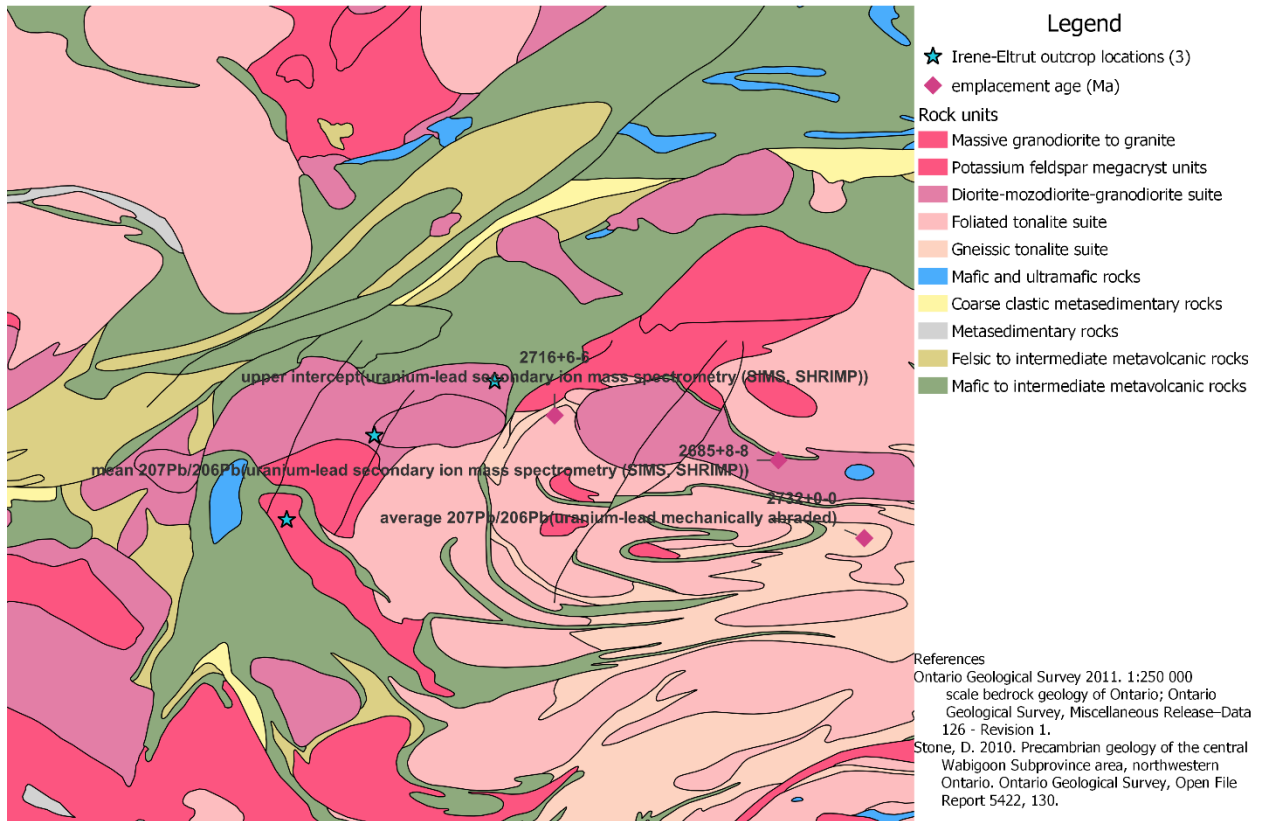 Legend
Irene-Eltrut outcrop locations (3)
emplacement age (Ma)
Rock units
Massive granodiorite to granite
Potassium feldspar megacryst units
Diorite-mozodiorite-granodiorite suite
Foliated tonalite suite
Gneissic tonalite suite
Mafic and ultramafic rocks
Coarse clastic metasedimentary rocks
Metasedimentary rocks
Felsic to intermediate metavolcanic rocks
Mafic to intermediate metavolcanic rocks
2716+6-6
upper intercept(uranium-lead secondary ion mass spectrometry (SIMS, SHRIMP))
2685+8-8
mean 207Pb/206Pb(uranium-lead secondary ion mass spectrometry (SIMS, SHRIMP))
2732+0-0
average 207Pb/206Pb(uranium-lead mechanically abraded)
References
Ontario Geological Survey 2011. 1:250 000
scale bedrock geology of Ontario; Ontario
Geological Survey, Miscellaneous Release–Data
126 - Revision 1.
Stone, D. 2010. Precambrian geology of the central
Wabigoon Subprovince area, northwestern
Ontario. Ontario Geological Survey, Open File
Report 5422, 130.